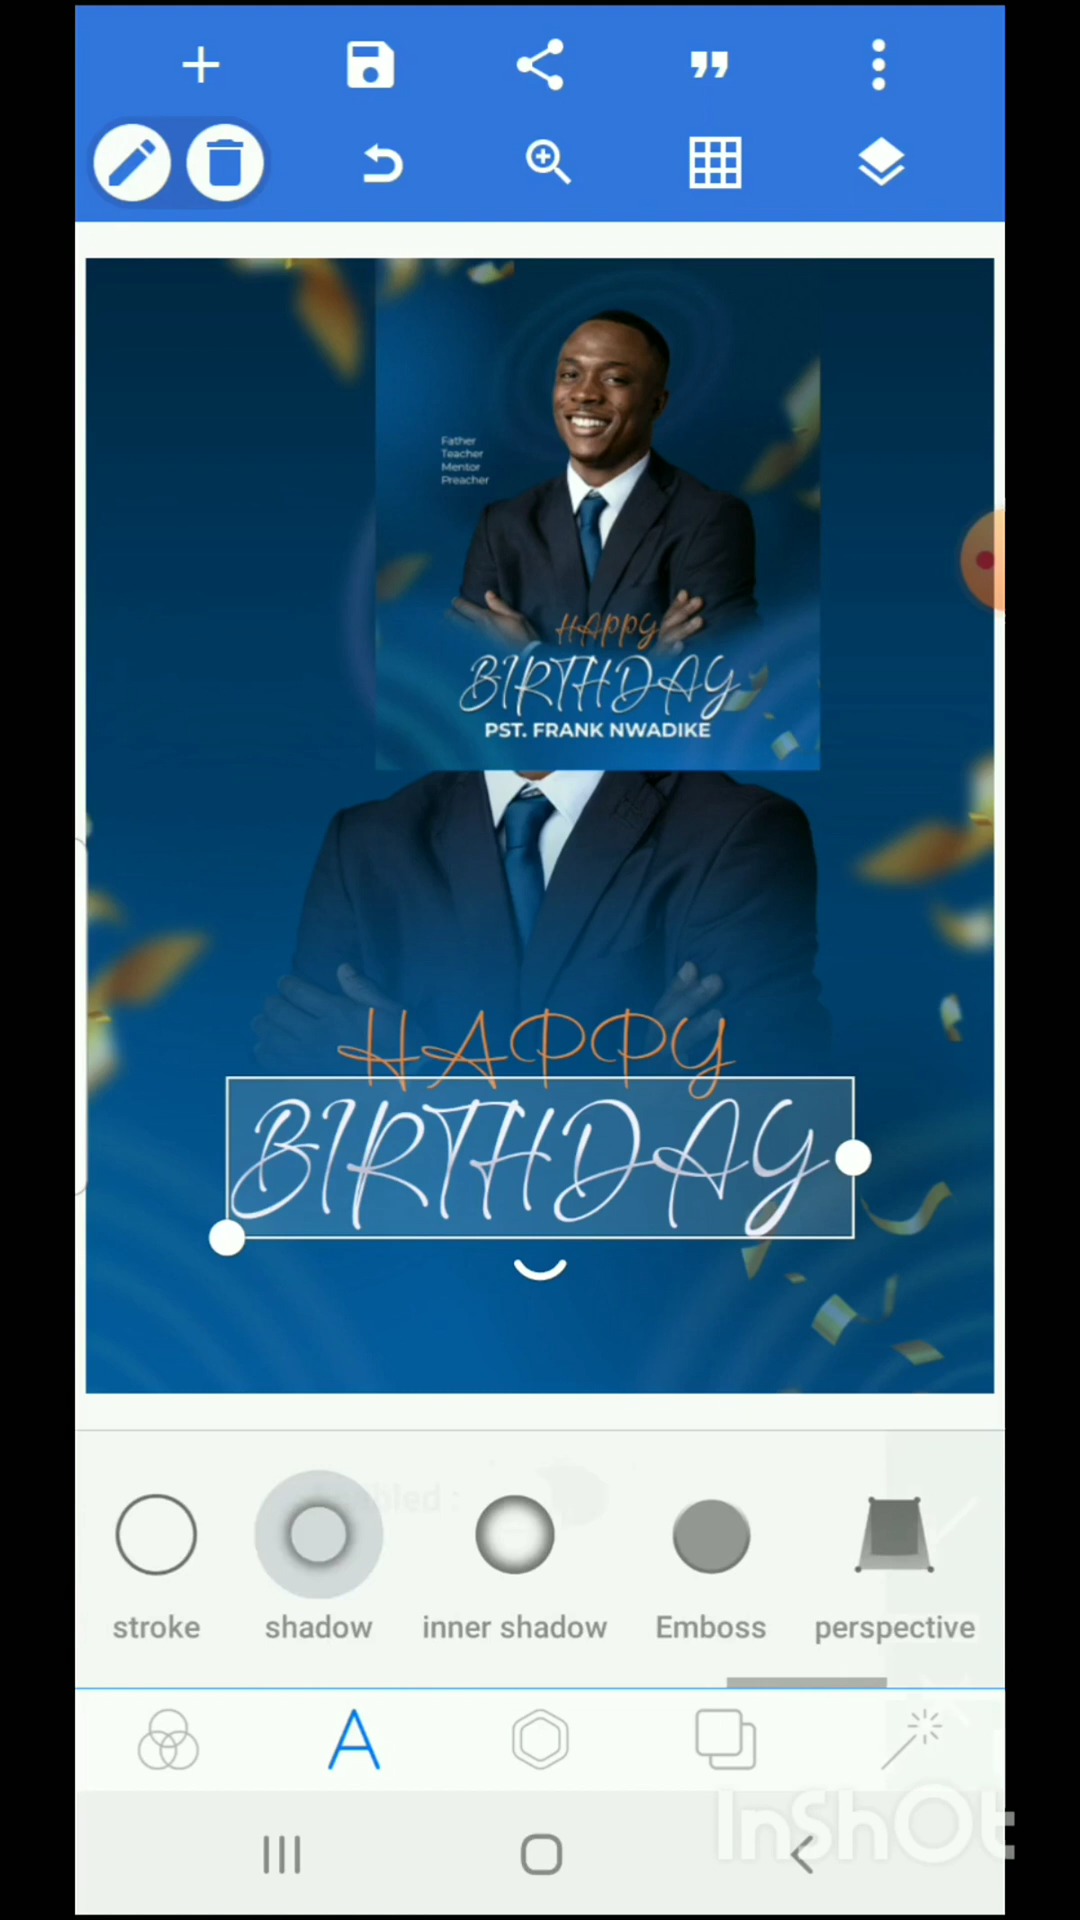 Father
Teacher
Mentor
Preacher
HAPPY
BIRTHDAY
PST. FRANK NWADIKE
HAPPY
BIRTHDAY
stroke
shadow
inner shadow
Emboss
perspective
A
InShOt